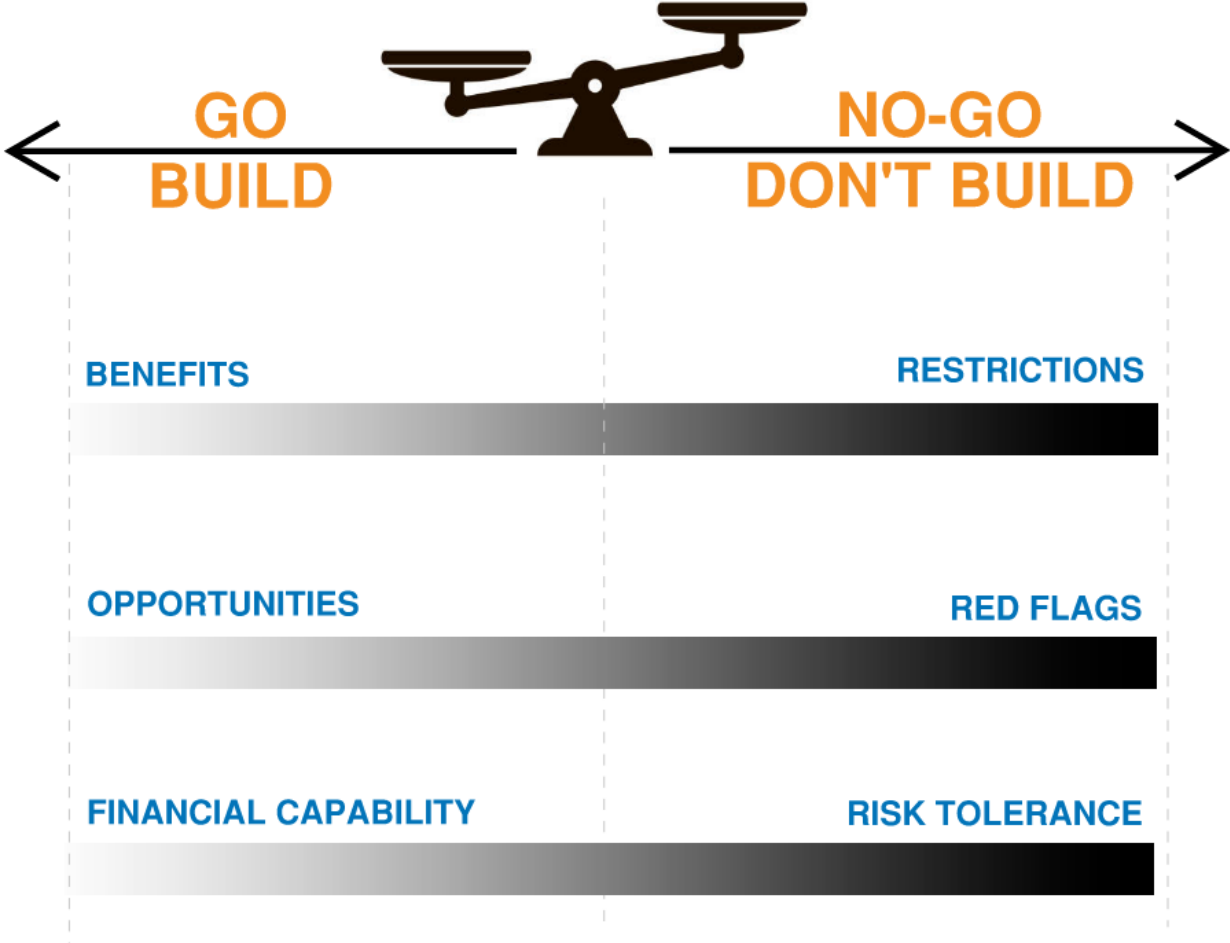 GO
BUILD
NO-GO
DON'T BUILD
BENEFITS
RESTRICTIONS
OPPORTUNITIES
RED FLAGS
FINANCIAL CAPABILITY
RISK TOLERANCE